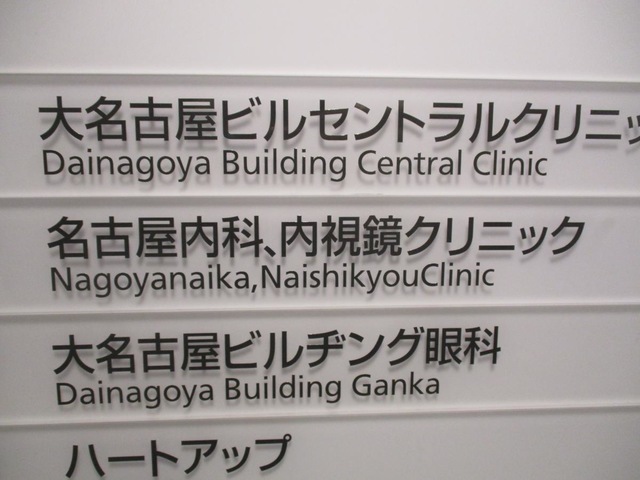 大名古屋ビルセントラルクリニッ
Dainagoya Building Central Clinic
名古屋内科、内視鏡クリニック
Nagoyanaika,NaishikyouClinic
大名古屋ビルヂング眼科
Dainagoya Building Ganka
ハートアップ